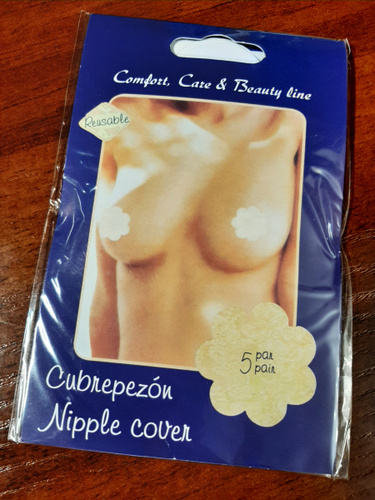 Comfort, Care & Beauty line
Reusable
5 par
pair
Cubrepezón
Nipple cover